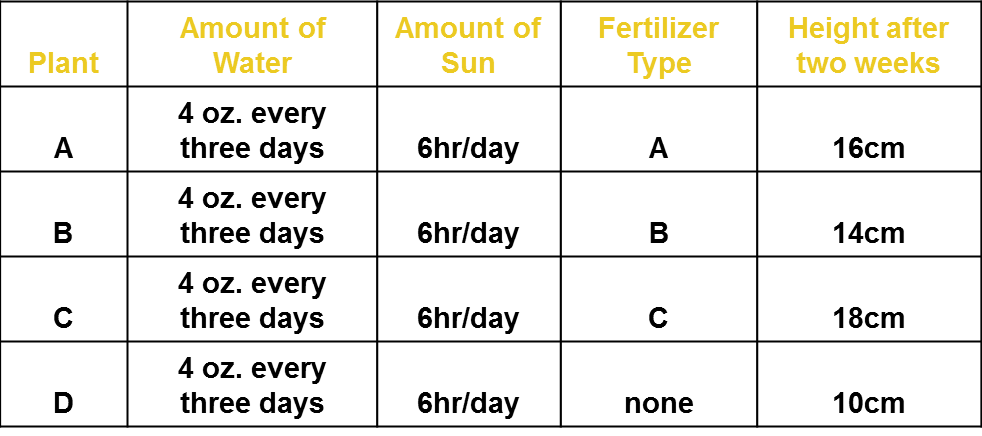 Plant
Amount of
Water
Amount of
Sun
Fertilizer
Type
Height after
two weeks
A
4 oz. every
three days
6hr/day
A
16cm
B
4 oz. every
three days
6hr/day
B
14cm
C
4 oz. every
three days
6hr/day
C
18cm
D
4 oz. every
three days
6hr/day
none
10cm